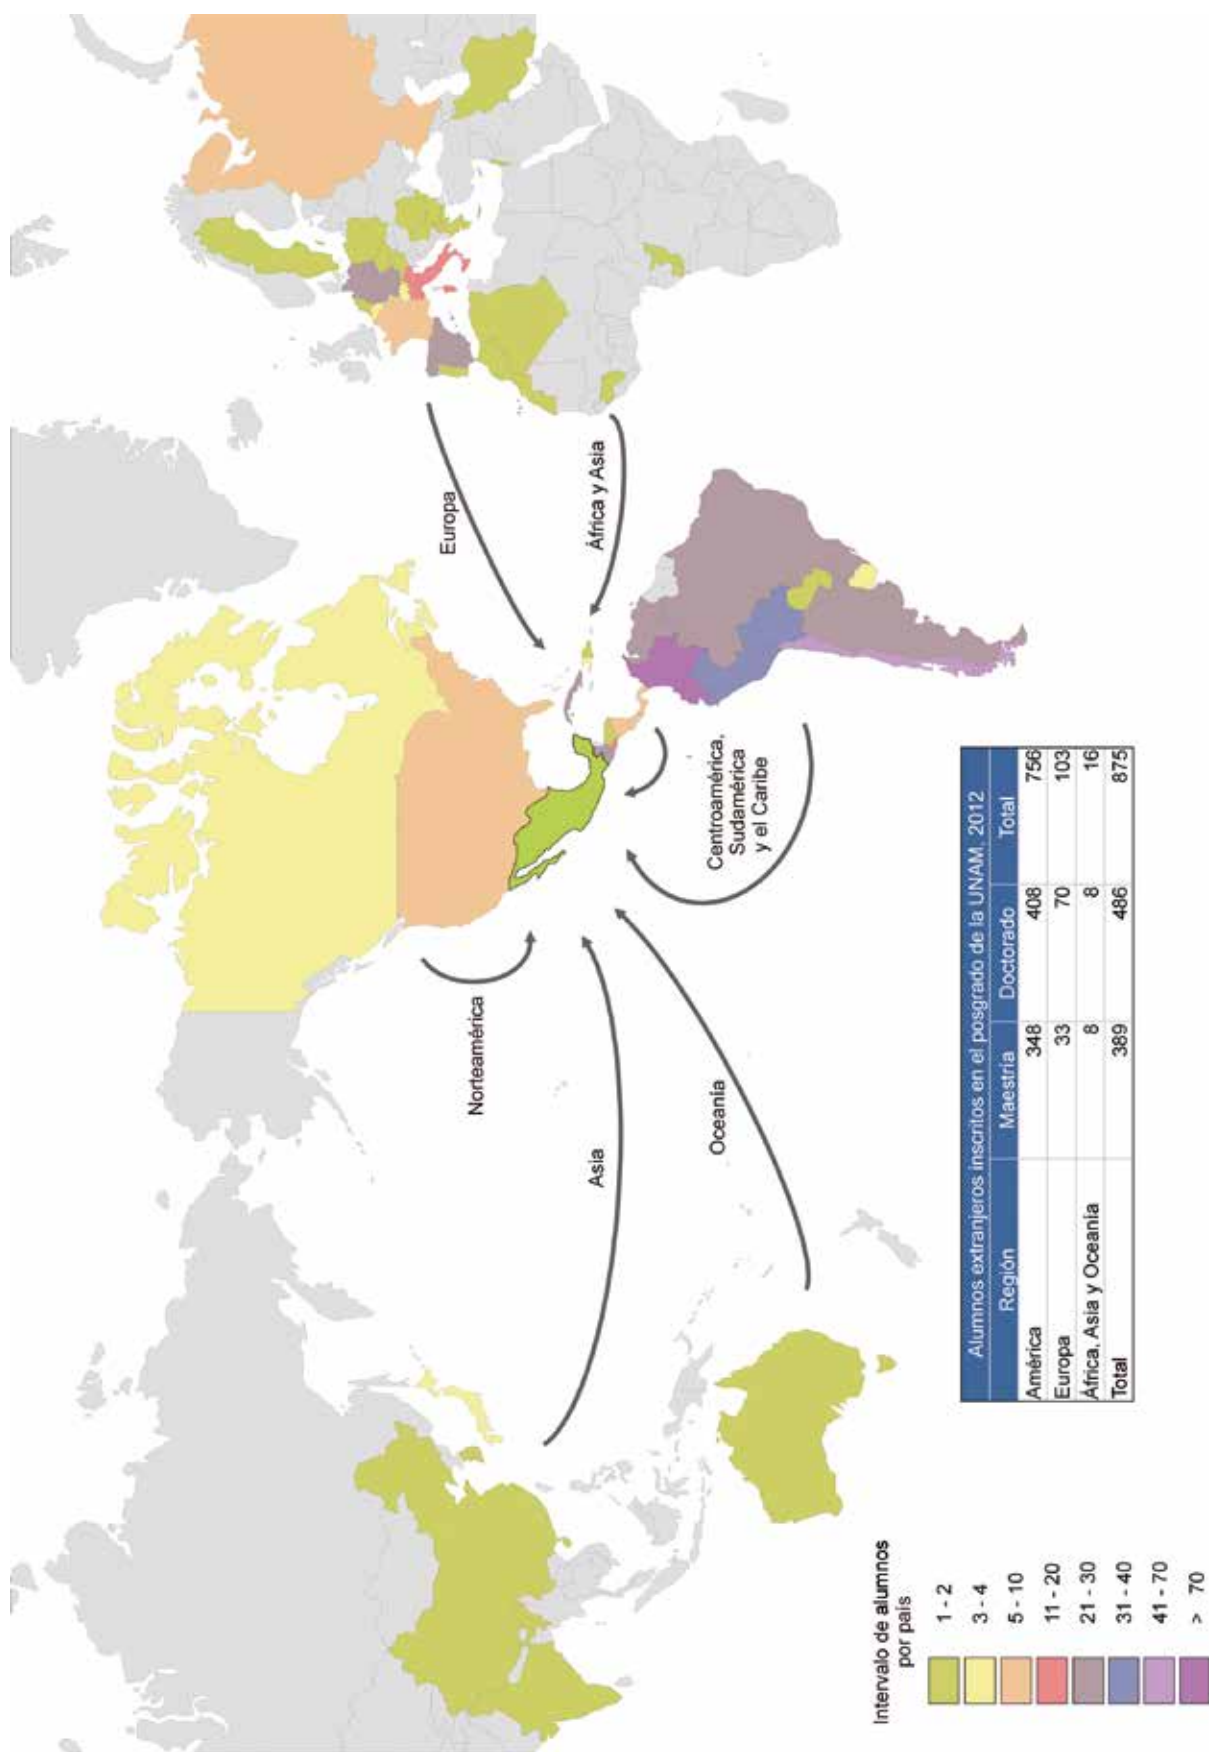 Europa
África y Asia
Norteamérica
Asia
Oceanía
Centroamérica,
Sudamérica
y el Caribe
Alumnos extranjeros inscritos en el posgrado de la UNAM, 2012
Región Maestría Doctorado Total
América 348 408 756
Europa 33 70 103
África, Asia y Oceanía 8 8 16
Total 389 486 875
Intervalo de alumnos
por país
1 - 2
3 - 4
5 - 10
11 - 20
21 - 30
31 - 40
41 - 70
> 70